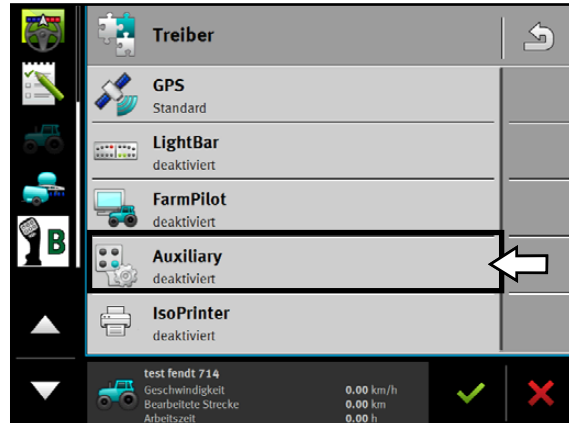 Treiber
GPS
Standard
LightBar
deaktiviert
FarmPilot
deaktiviert
Auxiliary
deaktiviert
IsoPrinter
deaktiviert
B
test fendt 714
Geschwindigkeit 0.00 km/h
Bearbeitete Strecke 0.00 km
Arbeitszeit 0.00 h